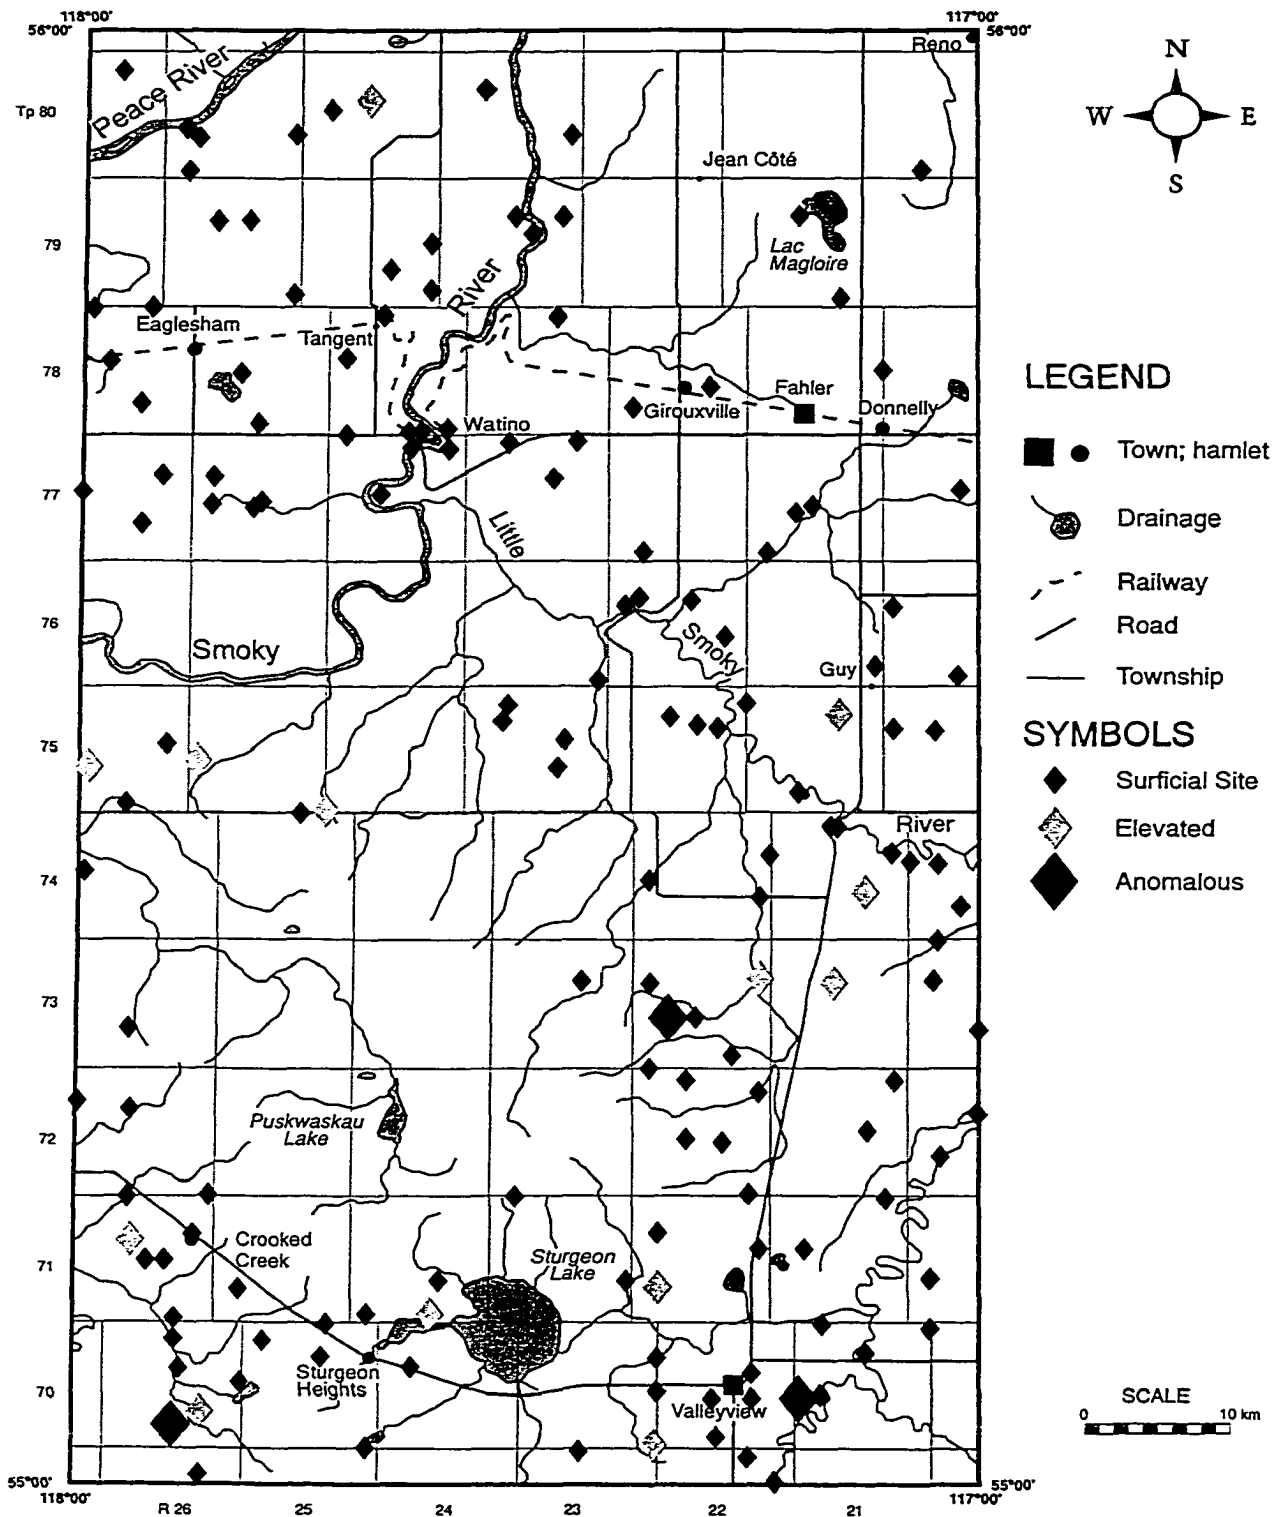 118°00'
117°00'
56°00'
56°00'
Reno
N
Peace River
Tp 80
W
E
Jean Côté
S
79
Lac
Magloire
River
Eaglesham
Tangent
78
LEGEND
Fahler
Girouxville
Donnelly
Watino
Town; hamlet
77
Little
Drainage
Railway
76
Road
Smoky
Smoky
Guy
Township
SYMBOLS
75
Surficial Site
River
Elevated
74
Anomalous
73
Puskwaskau
Lake
72
Crooked
Creek
Sturgeon
Lake
71
Sturgeon
Heights
70
Valleyview
SCALE
0
10 km
55°00'
55°00'
118°00'
117°00'
R 26
25
24
23
22
21